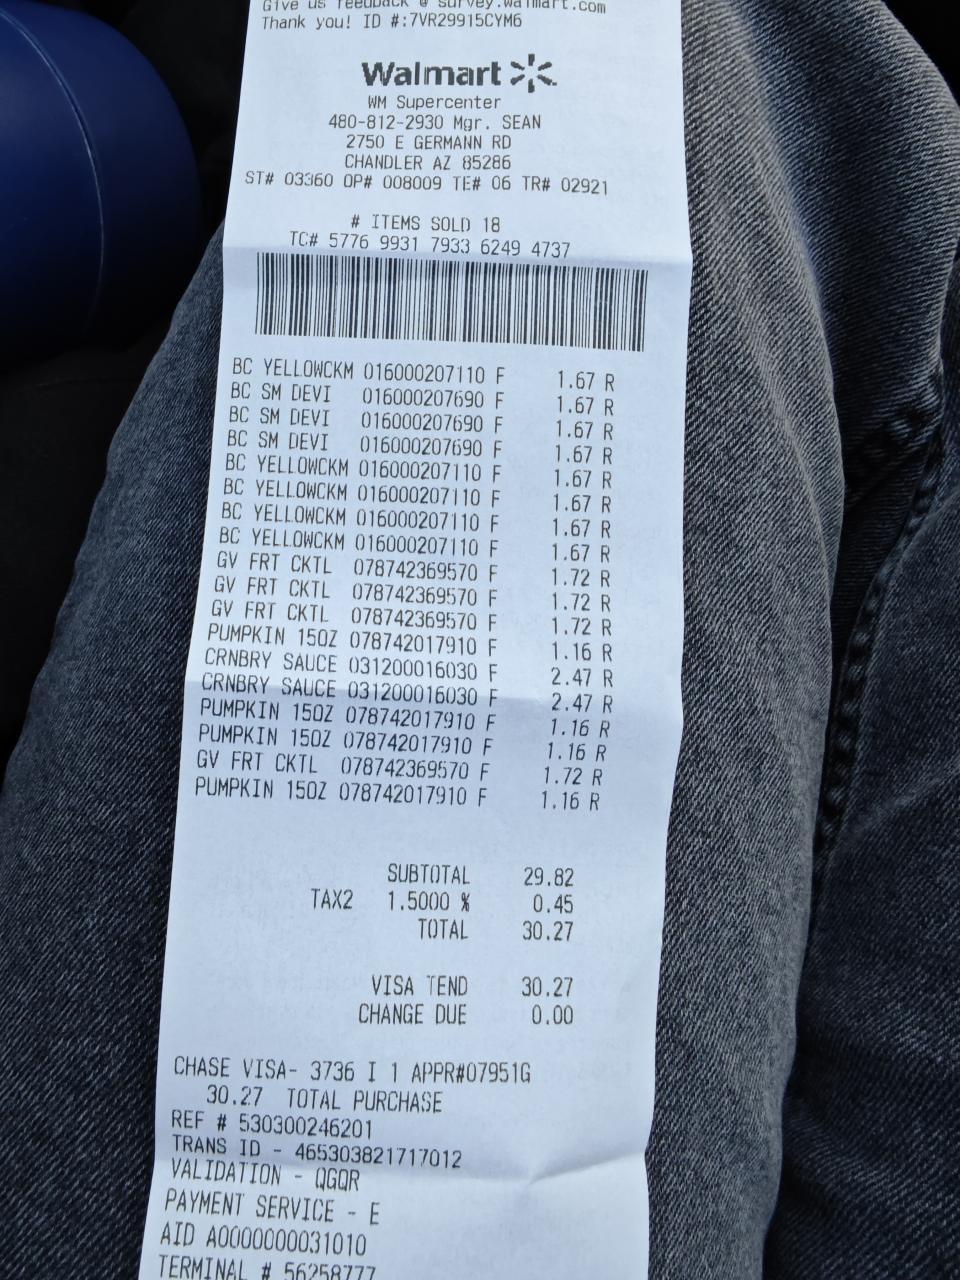 Give us feedback @ survey.walmart.com
Thank you! ID #:7VR29915CYM6
Walmart
WM Supercenter
480-812-2930 Mgr. SEAN
2750 E GERMANN RD
CHANDLER AZ 85286
ST# 03360 OP# 008009 TE# 06 TR# 02921
# ITEMS SOLD 18
TC# 5776 9931 7933 6249 4737
BC YELLOWCKM 016000207110 F 1.67 R
BC SM DEVI 016000207690 F 1.67 R
BC SM DEVI 016000207690 F 1.67 R
BC SM DEVI 016000207690 F 1.67 R
BC YELLOWCKM 016000207110 F 1.67 R
BC YELLOWCKM 016000207110 F 1.67 R
BC YELLOWCKM 016000207110 F 1.67 R
BC YELLOWCKM 016000207110 F 1.67 R
GV FRT CKTL 078742369570 F 1.72 R
GV FRT CKTL 078742369570 F 1.72 R
GV FRT CKTL 078742369570 F 1.72 R
PUMPKIN 15OZ 078742017910 F 1.16 R
CRNBRY SAUCE 031200016030 F 2.47 R
CRNBRY SAUCE 031200016030 F 2.47 R
PUMPKIN 15OZ 078742017910 F 1.16 R
PUMPKIN 15OZ 078742017910 F 1.16 R
GV FRT CKTL 078742369570 F 1.72 R
PUMPKIN 15OZ 078742017910 F 1.16 R
SUBTOTAL 29.82
TAX2 1.5000 % 0.45
TOTAL 30.27
VISA TEND 30.27
CHANGE DUE 0.00
CHASE VISA- 3736 I 1 APPR#07951G
30.27 TOTAL PURCHASE
REF # 530300246201
TRANS ID - 465303821717012
VALIDATION - QGQR
PAYMENT SERVICE - E
AID A0000000031010
TERMINAL # 56258777